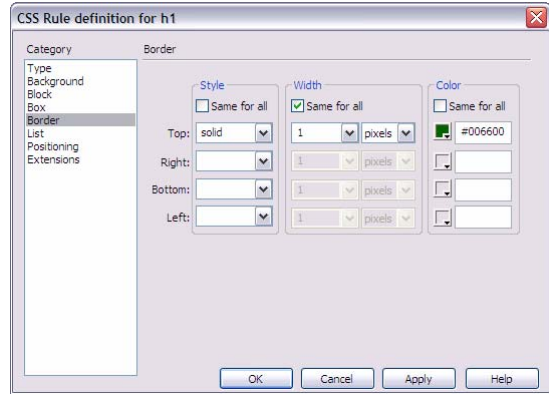 CSS Rule definition for h1
Category
Border
Type
Background
Block
Box
Border
List
Positioning
Extensions
Style Width Color
Same for all Same for all Same for all
Top: solid 1 pixels #006600
Right: 1 pixels
Bottom: 1 pixels
Left: 1 pixels
OK Cancel Apply Help